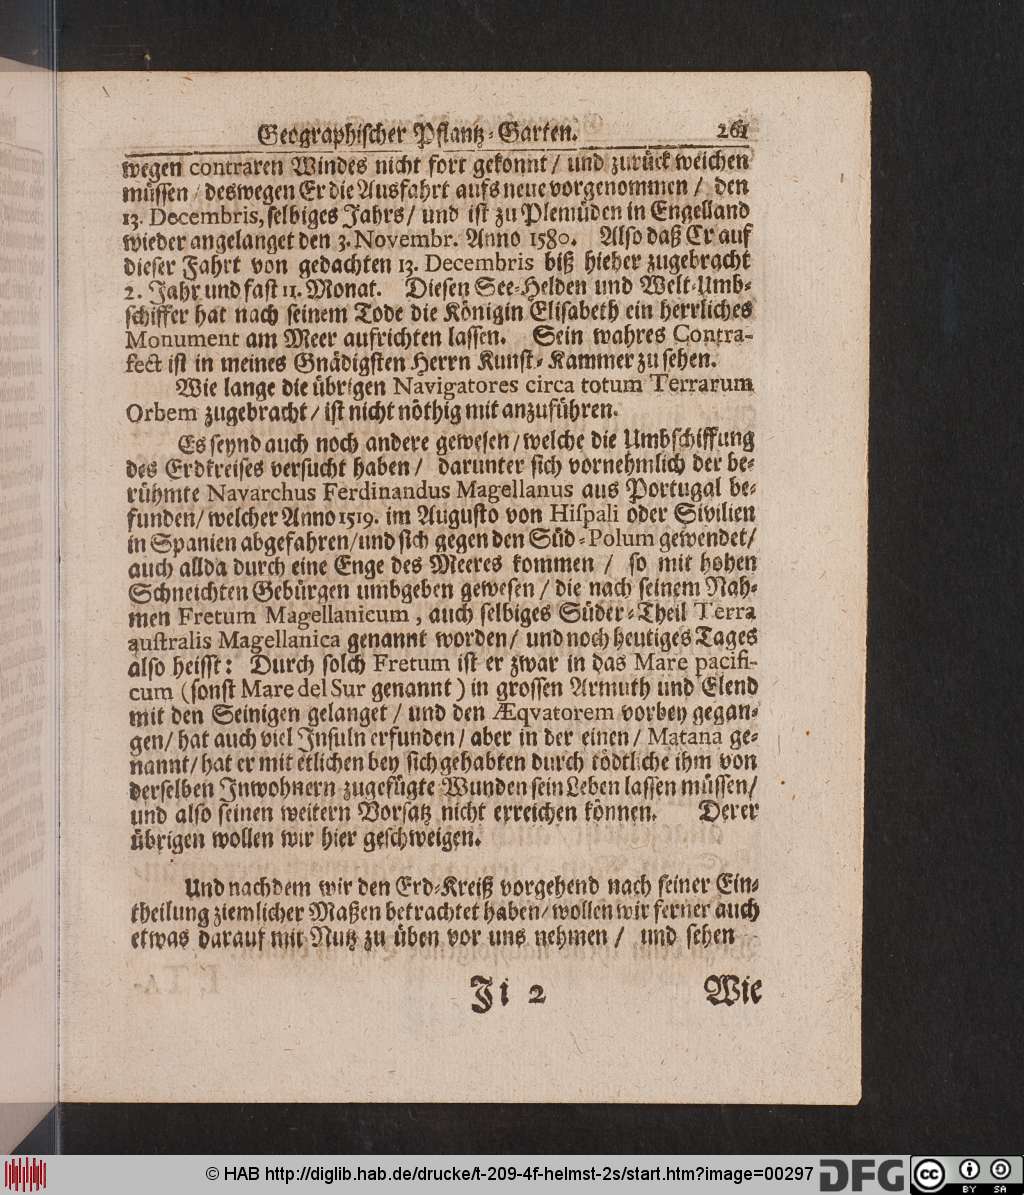 Geographischer Pflantz-Garten. 261
wegen contraren Windes nicht fort gekonnt/ und zurück weichen
müssen/ deswegen Er die Ausfahrt aufs neue vorgenommen/ den
13. Decembris, selbiges Jahrs/ und ist zu Plemüden in Engelland
wieder angelanget den 3. Novembr. Anno 1580. Also daß Er auf
dieser Fahrt von gedachten 13. Decembris biß hieher zugebracht
2. Jahr und fast 11. Monat. Diesen See-Helden und Welt-Umb-
schiffer hat nach seinem Tode die Königin Elisabeth ein herrliches
Monument am Meer aufrichten lassen. Sein wahres Contra-
fect ist in meines Gnädigsten Herrn Kunst-Kammer zu sehen.
Wie lange die übrigen Navigatores circa totum Terrarum
Orbem zugebracht/ ist nicht nöthig mit anzuführen.
Es seynd auch noch andere gewesen/ welche die Umbschiffung
des Erdkreises versucht haben/ darunter sich vornehmlich der be-
rühmte Navarchus Ferdinandus Magellanus aus Portugal be-
funden/ welcher Anno 1519. im Augusto von Hiſpali oder Sivilien
in Spanien abgefahren/ und sich gegen den Süd-Polum gewendet/
auch allda durch eine Enge des Meeres kommen/ so mit hohen
Schneichten Gebürgen umbgeben gewesen/ die nach seinem Nah-
men Fretum Magellanicum, auch selbiges Süder-Theil Terra
australis Magellanica genannt worden/ und noch heutiges Tages
also heisst: Durch solch Fretum ist er zwar in das Mare pacifi-
cum (sonst Mare del Sur genannt) in grossen Armuth und Elend
mit den Seinigen gelanget/ und den Æqvatorem vorbey gegan-
gen/ hat auch viel Insuln erfunden/ aber in der einen/ Matana ge-
nannt/ hat er mit etlichen bey sich gehabten durch tödtliche ihm von
derselben Inwohnern zugefügte Wunden sein Leben lassen müssen/
und also seinen weitern Vorsatz nicht erreichen können. Derer
übrigen wollen wir hier geschweigen.
Und nachdem wir den Erd-Kreiß vorgehend nach seiner Ein-
theilung ziemlicher Maßen betrachtet haben/ wollen wir ferner auch
etwas darauf mit Nutz zu üben vor uns nehmen/ und sehen
Ii 2 Wie
© HAB http://diglib.hab.de/drucke/t-209-4f-helmst-2s/start.htm?image=00297 DFG cc BY SA